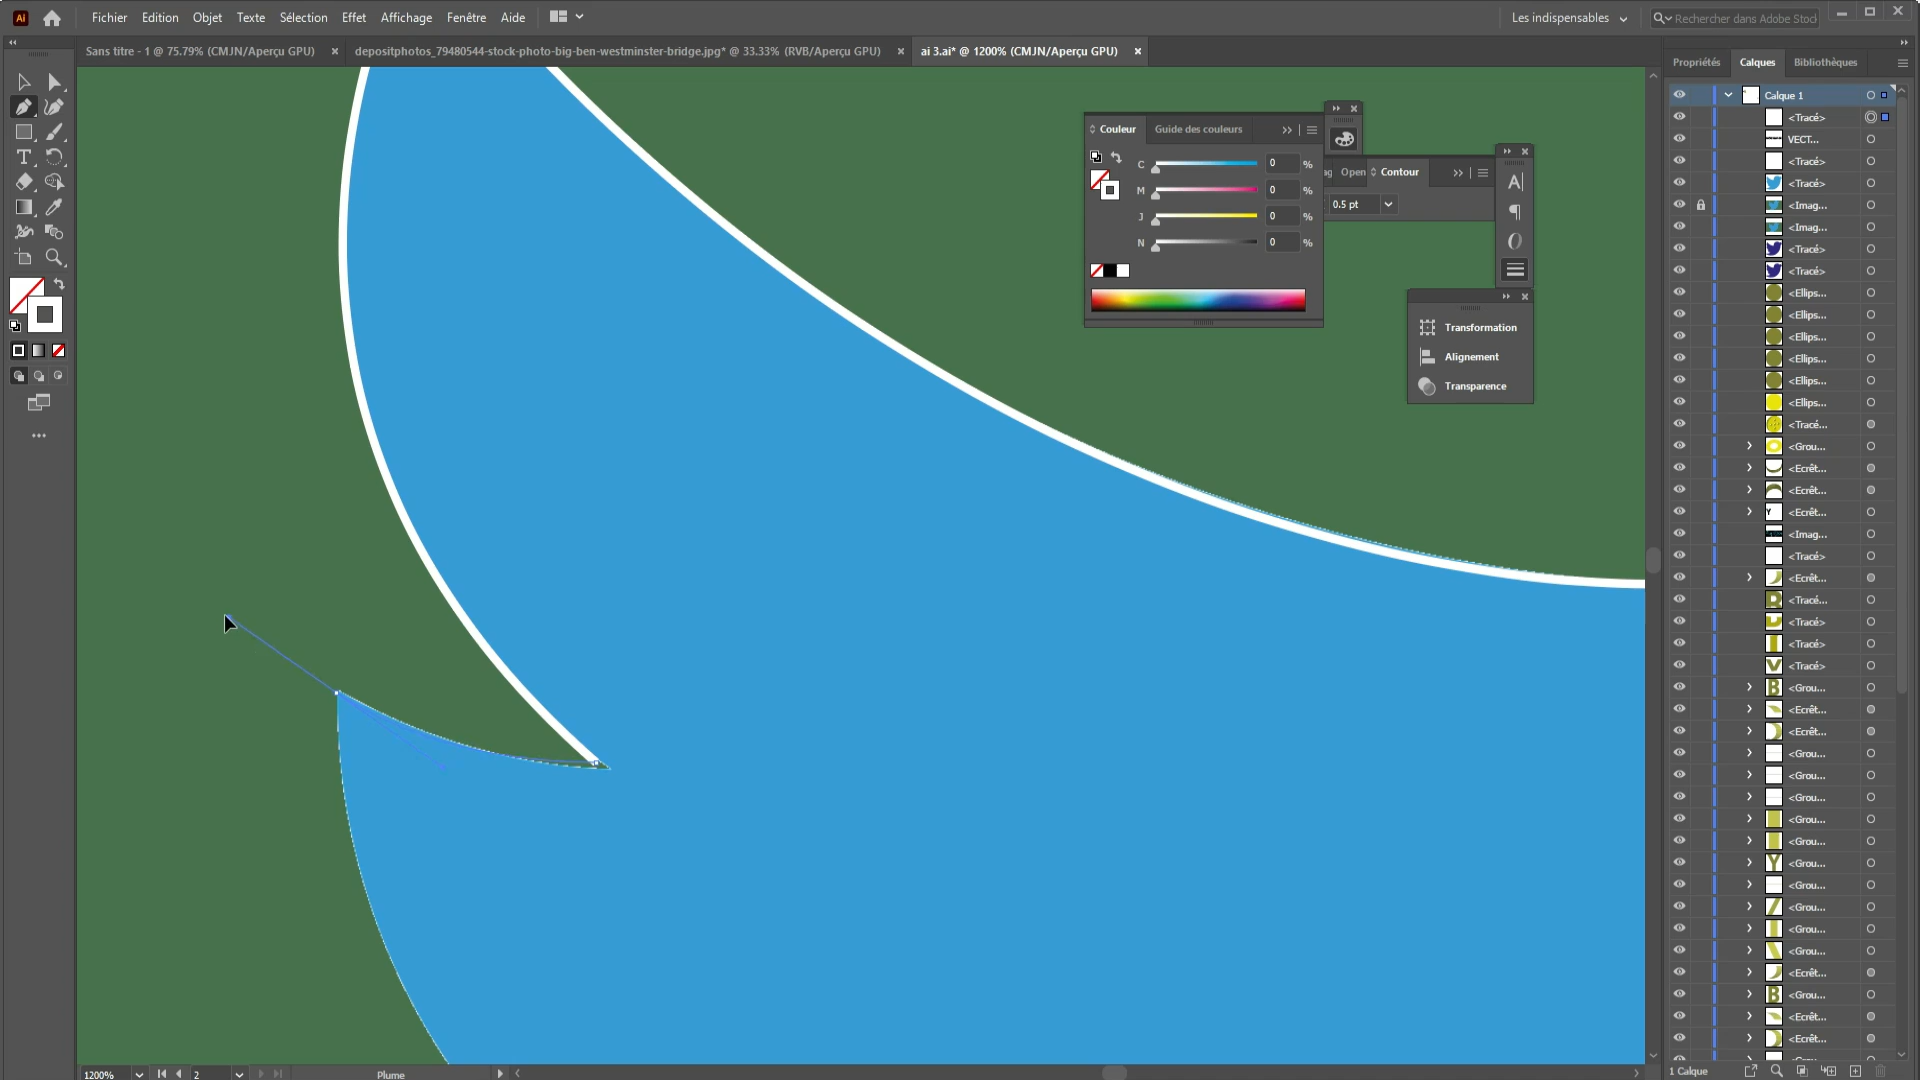 Ai
Fichier Edition Objet Texte Sélection Effet Affichage Fenêtre Aide
Les indispensables
Rechercher dans Adobe Stoc
Sans titre - 1 @ 75.79% (CMJN/Aperçu GPU) ×
depositphotos_79480544-stock-photo-big-ben-westminster-bridge.jpg* @ 33.33% (RVB/Aperçu GPU) ×
ai 3.ai* @ 1200% (CMJN/Aperçu GPU) ×
Propriétés Calques Bibliothèques
Calque 1
<Tracé>
VECT...
<Tracé>
<Tracé>
<Imag...
<Imag...
<Tracé>
<Tracé>
<Ellips...
<Ellips...
<Ellips...
<Ellips...
<Ellips...
<Ellips...
<Tracé...
<Grou...
<Ecrêt...
<Ecrêt...
<Ecrêt...
<Imag...
<Tracé>
<Ecrêt...
<Tracé...
<Tracé>
<Tracé>
<Tracé>
<Grou...
<Ecrêt...
<Ecrêt...
<Grou...
<Grou...
<Grou...
<Grou...
<Grou...
<Grou...
<Grou...
<Grou...
<Grou...
<Grou...
<Ecrêt...
<Grou...
<Ecrêt...
<Ecrêt...
1 Calque
Couleur Guide des couleurs
C 0 %
M 0 %
J 0 %
N 0 %
Open Contour
0.5 pt
Transformation
Alignement
Transparence
1200% 2 Plume